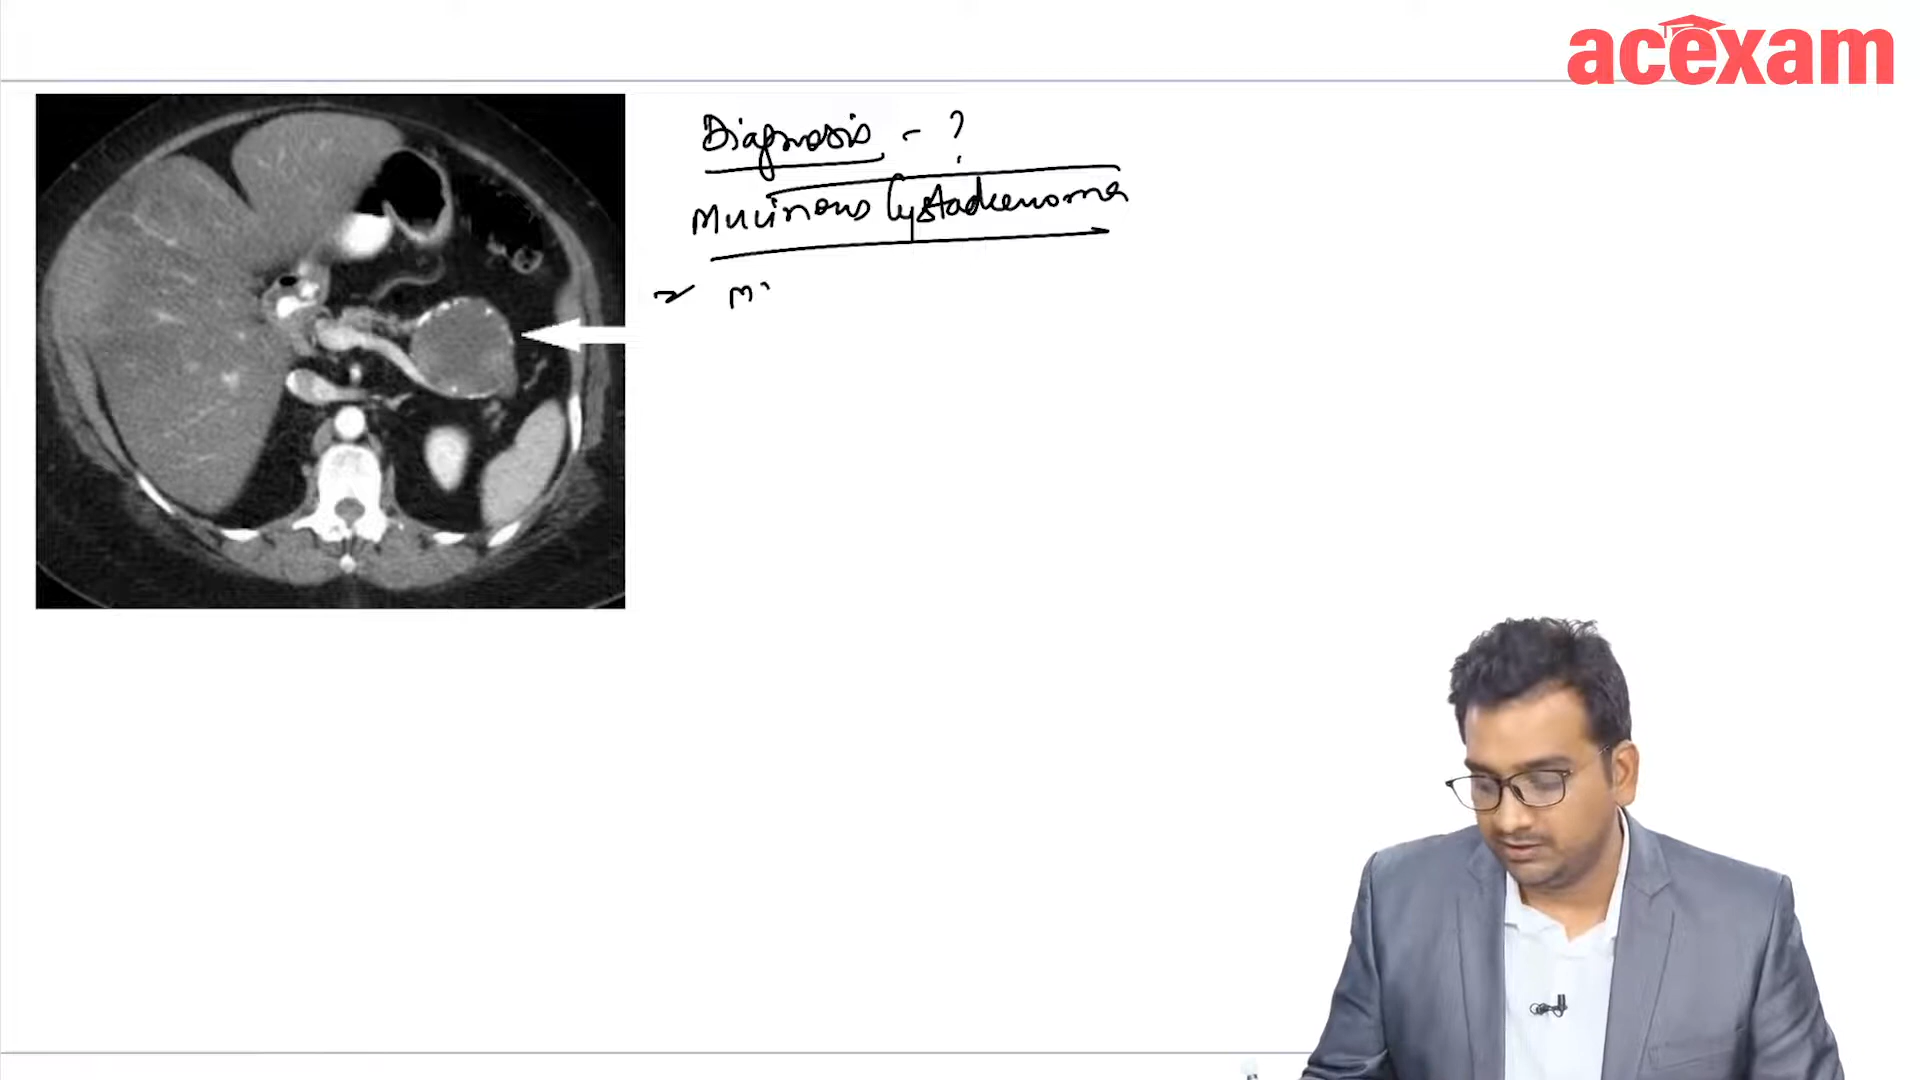 acexam
Diagnosis - ?
Mucinous Cystadenoma